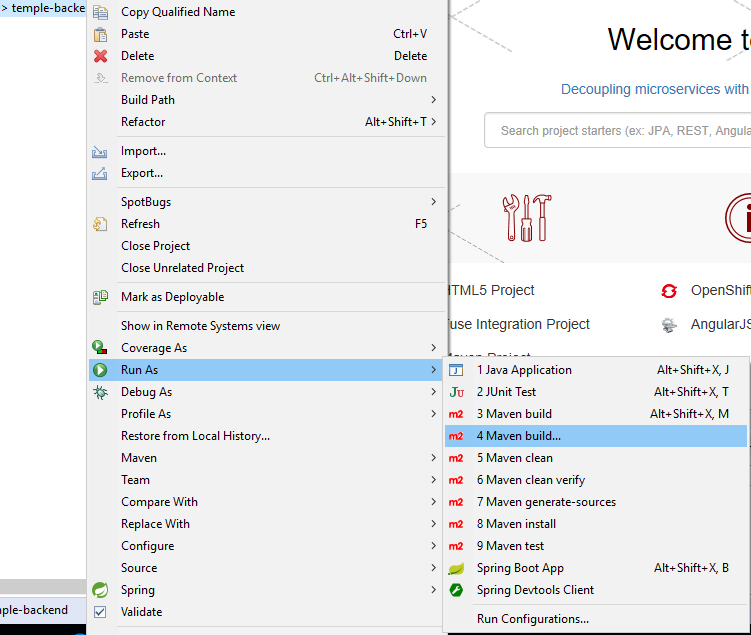 > temple-backe
Copy Qualified Name
Paste Ctrl+V
Delete Delete
Remove from Context Ctrl+Alt+Shift+Down
Build Path
Refactor Alt+Shift+T
Import...
Export...
SpotBugs
Refresh F5
Close Project
Close Unrelated Project
Mark as Deployable
Show in Remote Systems view
Coverage As
Run As
Debug As
Profile As
Restore from Local History...
Maven
Team
Compare With
Replace With
Configure
Source
Spring
Validate
ple-backend
Welcome t
Decoupling microservices with
Search project starters (ex: JPA, REST, Angula
HTML5 Project
OpenShif
use Integration Project
AngularJS
Maven Project
1 Java Application Alt+Shift+X, J
2 JUnit Test Alt+Shift+X, T
3 Maven build Alt+Shift+X, M
4 Maven build...
5 Maven clean
6 Maven clean verify
7 Maven generate-sources
8 Maven install
9 Maven test
Spring Boot App Alt+Shift+X, B
Spring Devtools Client
Run Configurations...